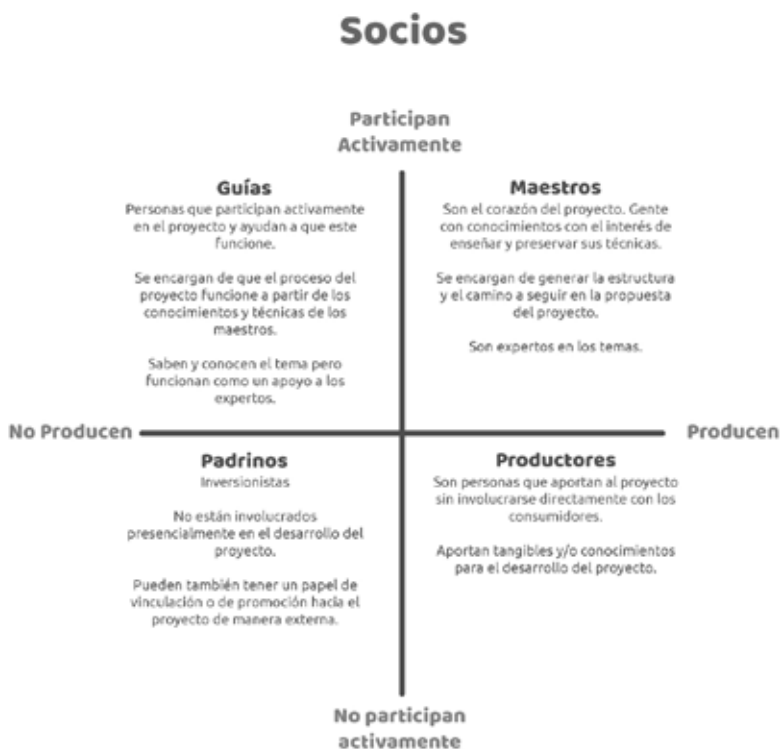 Socios
Participan
Activamente
Guías
Personas que participan activamente
en el proyecto y ayudan a que este
funcione.
Se encargan de que el proceso del
proyecto funcione a partir de los
conocimientos y técnicas de los
maestros.
Saben y conocen el tema pero
funcionan como un apoyo a los
expertos.
Maestros
Son el corazón del proyecto. Gente
con conocimientos con el interés de
enseñar y preservar sus técnicas.
Se encargan de generar la estructura
y el camino a seguir en la propuesta
del proyecto.
Son expertos en los temas.
No Producen
Producen
Padrinos
Inversionistas
No están involucrados
presencialmente en el desarrollo del
proyecto.
Pueden también tener un papel de
vinculación o de promoción hacia el
proyecto de manera externa.
Productores
Son personas que aportan al proyecto
sin involucrarse directamente con los
consumidores.
Aportan tangibles y/o conocimientos
para el desarrollo del proyecto.
No participan
activamente